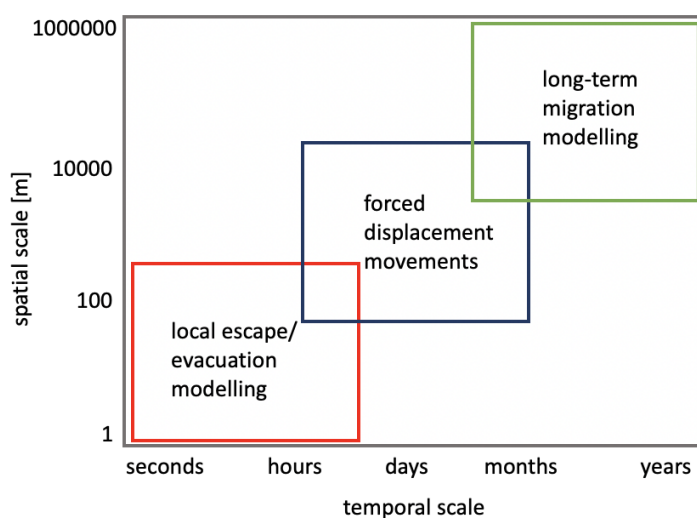 1000000
10000
100
1
spatial scale [m]
long-term
migration
modelling
forced
displacement
movements
local escape/
evacuation
modelling
seconds
hours
days
months
years
temporal scale